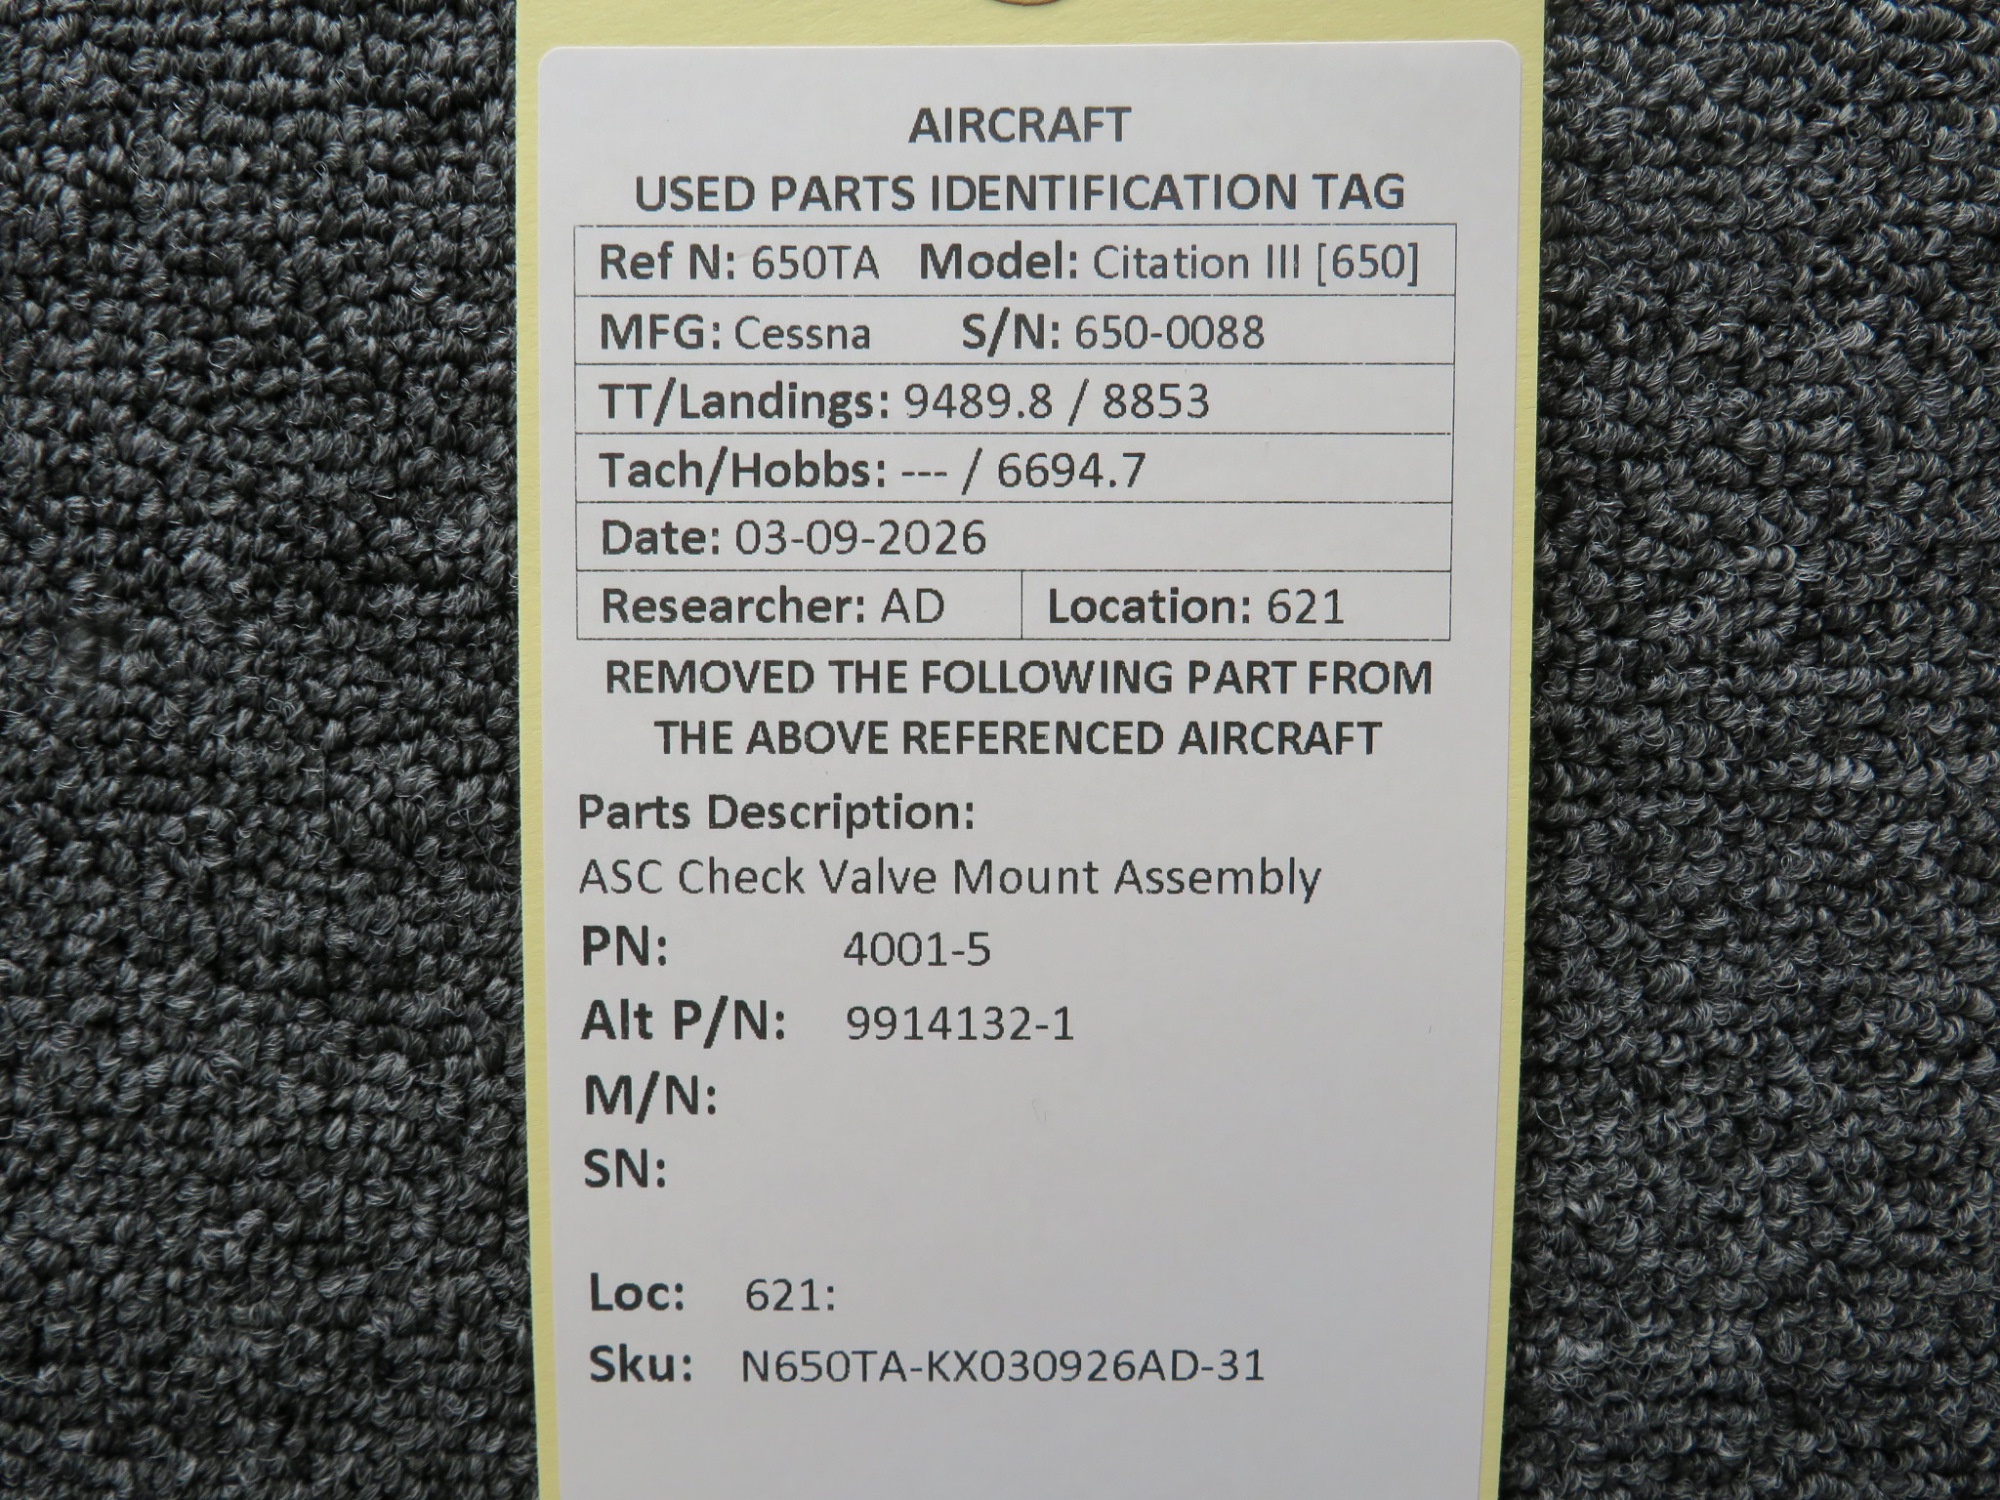 AIRCRAFT
USED PARTS IDENTIFICATION TAG
Ref N: 650TA Model: Citation III [650]
MFG: Cessna S/N: 650-0088
TT/Landings: 9489.8 / 8853
Tach/Hobbs: --- / 6694.7
Date: 03-09-2026
Researcher: AD Location: 621
REMOVED THE FOLLOWING PART FROM
THE ABOVE REFERENCED AIRCRAFT
Parts Description:
ASC Check Valve Mount Assembly
PN: 4001-5
Alt P/N: 9914132-1
M/N:
SN:
Loc: 621:
Sku: N650TA-KX030926AD-31